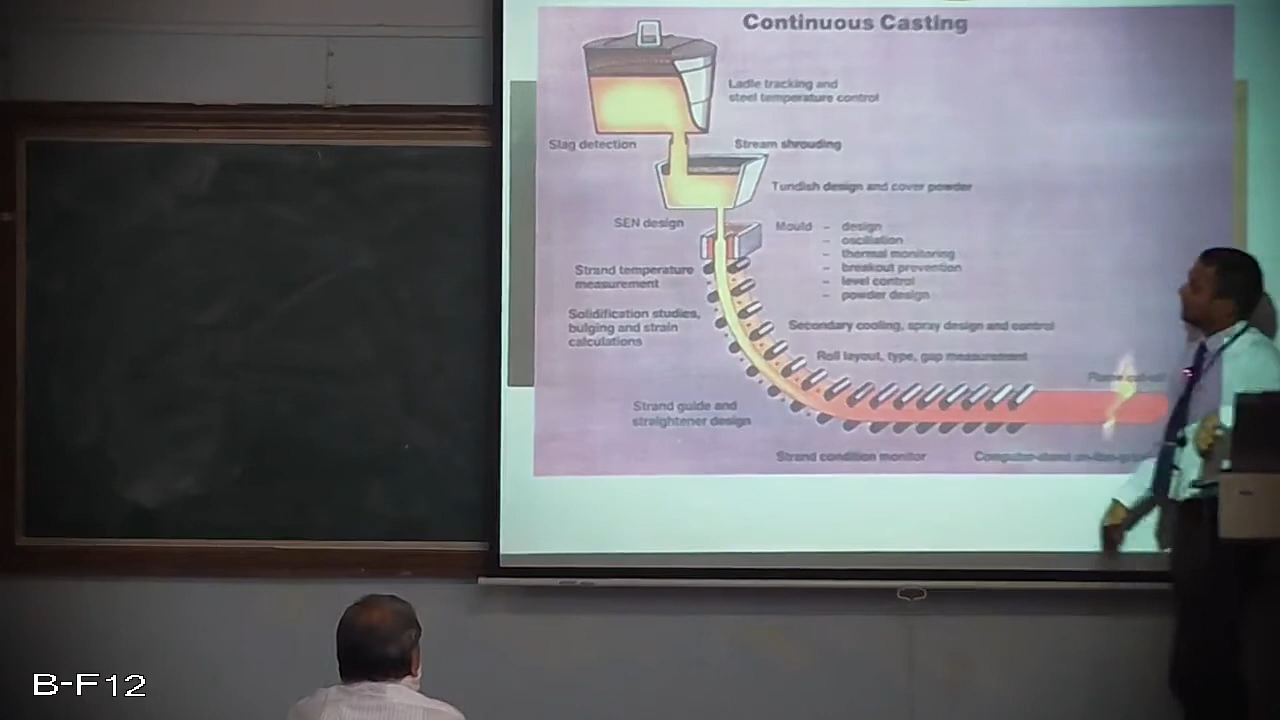 Continuous Casting
Ladle tracking and
steel temperature control
Slag detection
Stream shrouding
Tundish design and cover powder
SEN design
Mould – design
– oscillation
– thermal monitoring
– breakout prevention
– level control
– powder design
Strand temperature
measurement
Solidification studies,
bulging and strain
calculations
Secondary cooling, spray design and control
Roll layout, type, gap measurement
Strand guide and
straightener design
Strand condition monitor
B-F12